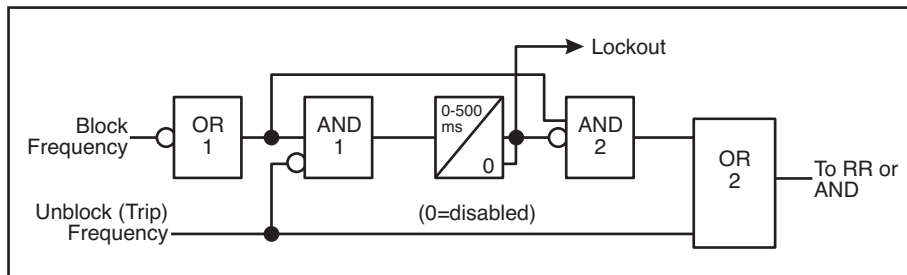 Lockout
Block
Frequency
OR
1
AND
1
0-500
ms
0
AND
2
OR
2
To RR or
AND
Unblock (Trip)
Frequency
(0=disabled)